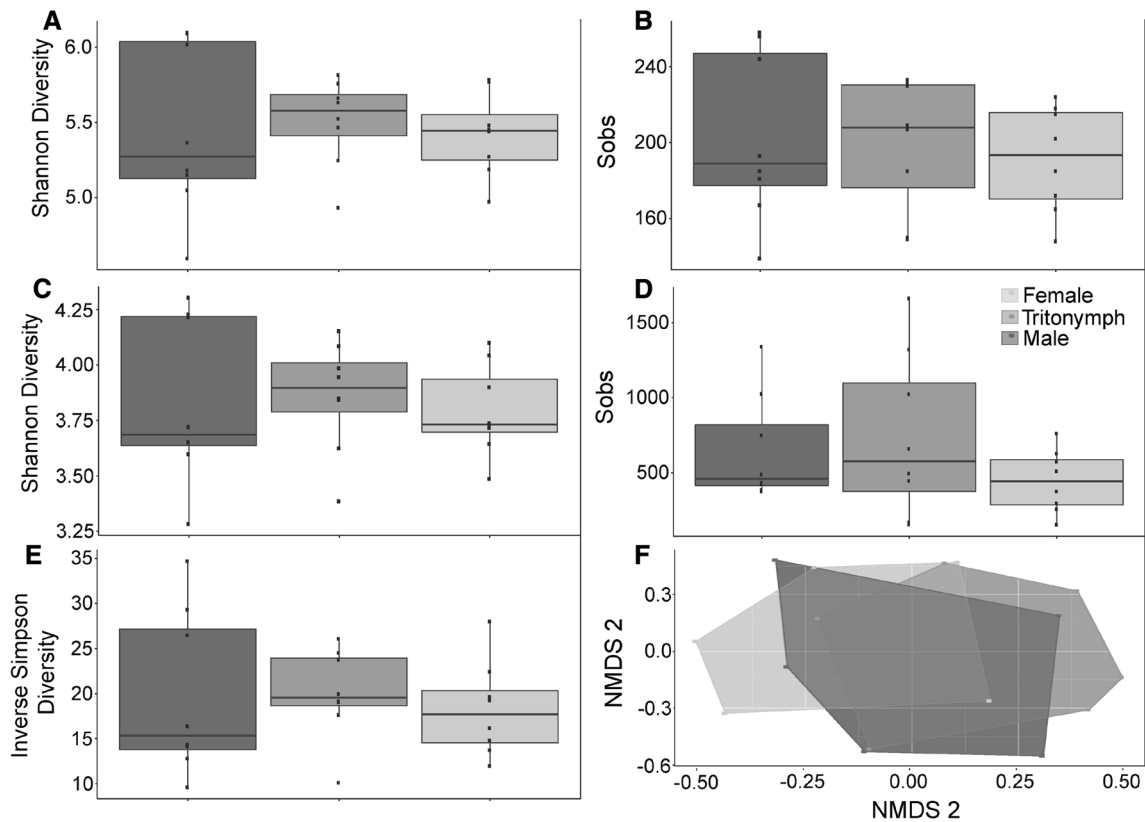 A
Shannon Diversity
6.0
5.5
5.0
B
Sobs
240
200
160
C
Shannon Diversity
4.25
4.00
3.75
3.50
3.25
D
Sobs
1500
1000
500
Female
Tritonymph
Male
E
Inverse Simpson
Diversity
35
30
25
20
15
10
F
NMDS 2
0.3
0.0
-0.3
-0.6
-0.50
-0.25
0.00
0.25
0.50
NMDS 2